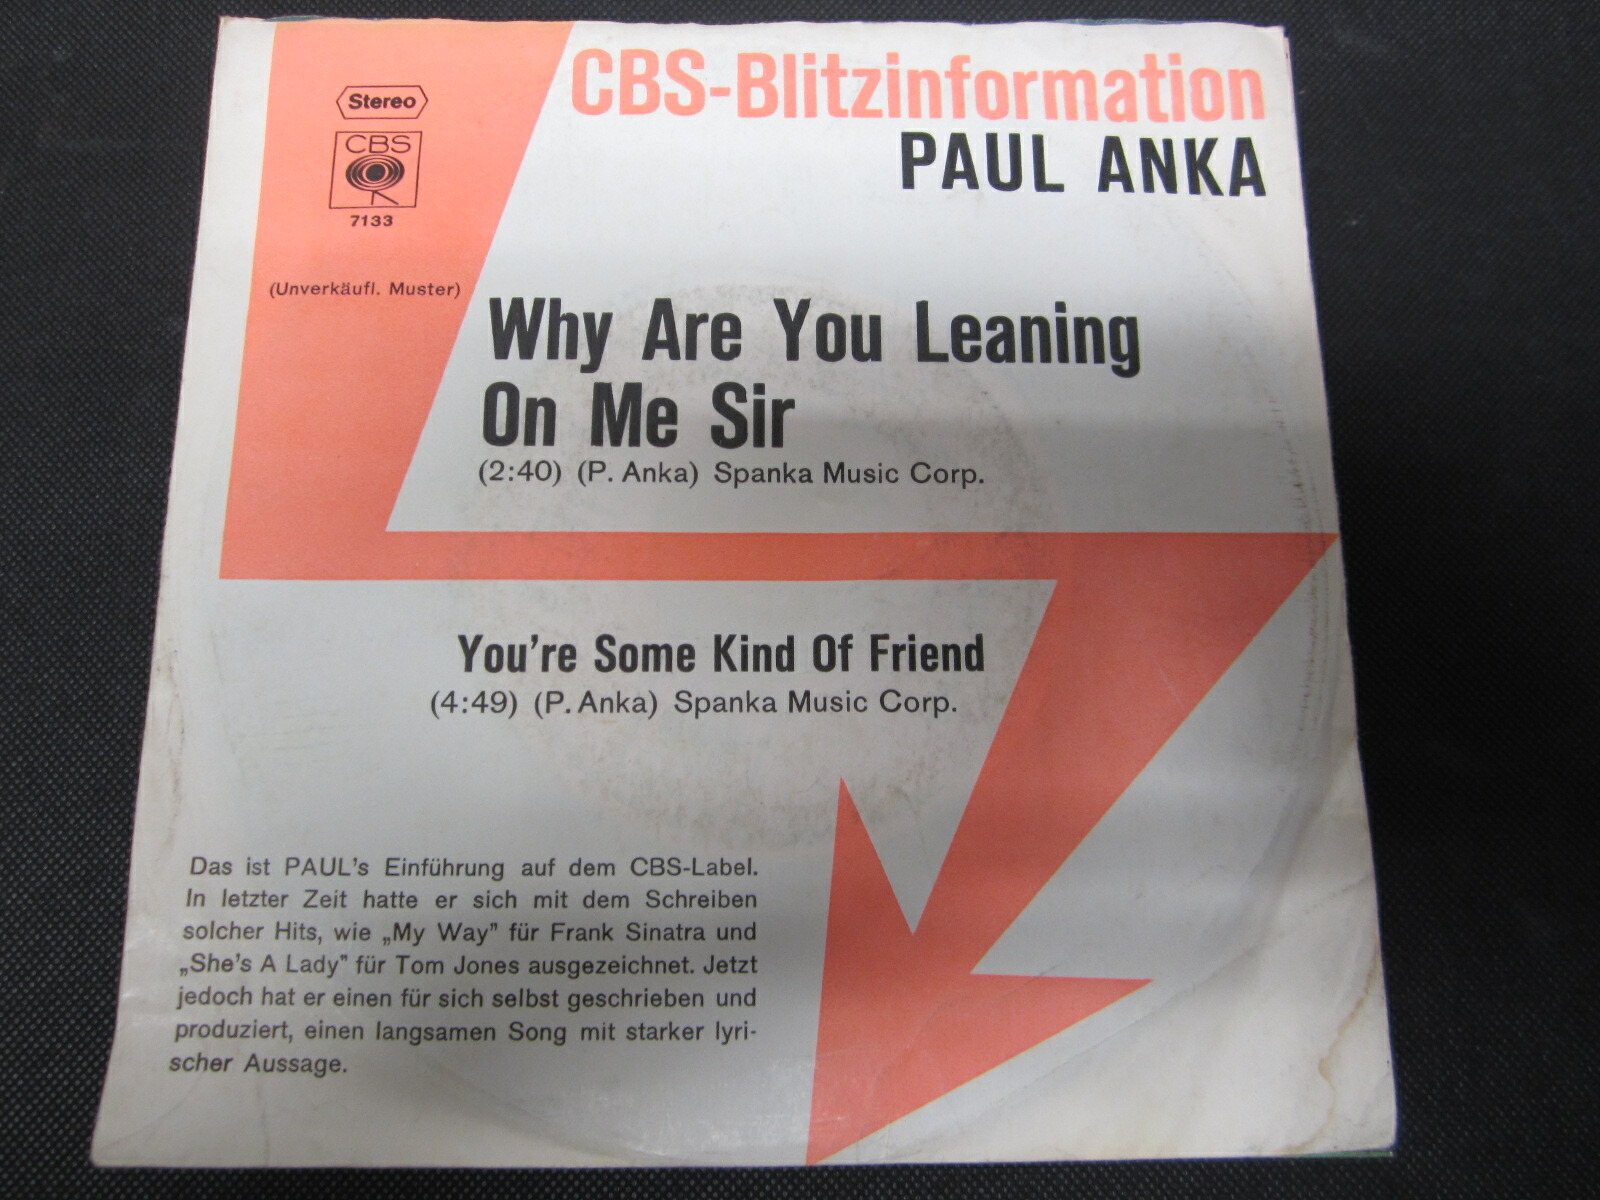 CBS-Blitzinformation
PAUL ANKA
Stereo
CBS
7133
(Unverkäufl. Muster)
Why Are You Leaning
On Me Sir
(2:40) (P. Anka) Spanka Music Corp.
You're Some Kind Of Friend
(4:49) (P. Anka) Spanka Music Corp.
Das ist PAUL's Einführung auf dem CBS-Label.
In letzter Zeit hatte er sich mit dem Schreiben
solcher Hits, wie „My Way" für Frank Sinatra und
„She's A Lady" für Tom Jones ausgezeichnet. Jetzt
jedoch hat er einen für sich selbst geschrieben und
produziert, einen langsamen Song mit starker lyri-
scher Aussage.